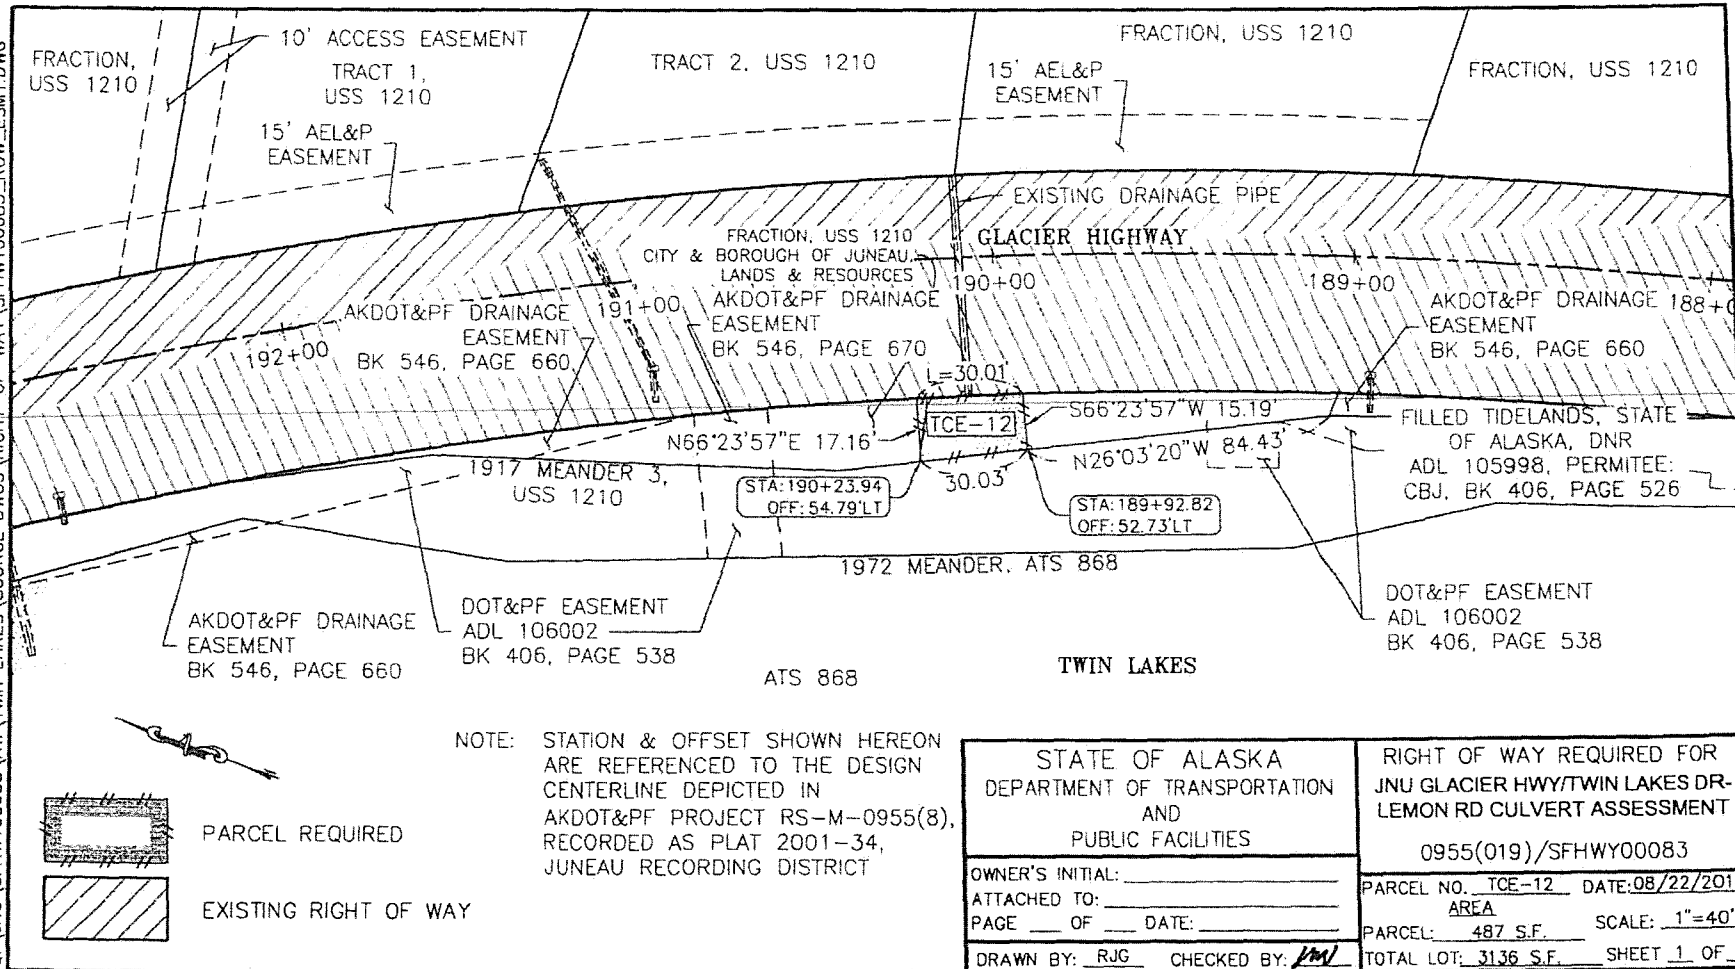 FRACTION,
USS 1210
10' ACCESS EASEMENT
TRACT 1,
USS 1210
15' AEL&P
EASEMENT
TRACT 2, USS 1210
FRACTION, USS 1210
15' AEL&P
EASEMENT
FRACTION, USS 1210
EXISTING DRAINAGE PIPE
FRACTION, USS 1210
CITY & BOROUGH OF JUNEAU,
LANDS & RESOURCES
GLACIER HIGHWAY
192+00
191+00
190+00
189+00
AKDOT&PF DRAINAGE
EASEMENT
BK 546, PAGE 660
AKDOT&PF DRAINAGE
EASEMENT
BK 546, PAGE 670
AKDOT&PF DRAINAGE
EASEMENT
BK 546, PAGE 660
L=30.01'
TCE-12
S66°23'57"W 15.19'
N66°23'57"E 17.16'
N26°03'20"W 84.43'
30.03'
1917 MEANDER 3,
USS 1210
STA:190+23.94
OFF:54.79'LT
STA:189+92.82
OFF:52.73'LT
FILLED TIDELANDS, STATE
OF ALASKA, DNR
ADL 105998, PERMITEE:
CBJ, BK 406, PAGE 526
1972 MEANDER, ATS 868
AKDOT&PF DRAINAGE
EASEMENT
BK 546, PAGE 660
DOT&PF EASEMENT
ADL 106002
BK 406, PAGE 538
DOT&PF EASEMENT
ADL 106002
BK 406, PAGE 538
ATS 868
TWIN LAKES
PARCEL REQUIRED
EXISTING RIGHT OF WAY
NOTE: STATION & OFFSET SHOWN HEREON
ARE REFERENCED TO THE DESIGN
CENTERLINE DEPICTED IN
AKDOT&PF PROJECT RS-M-0955(8),
RECORDED AS PLAT 2001-34,
JUNEAU RECORDING DISTRICT
STATE OF ALASKA
DEPARTMENT OF TRANSPORTATION
AND
PUBLIC FACILITIES
OWNER'S INITIAL:
ATTACHED TO:
PAGE OF DATE:
DRAWN BY: RJG CHECKED BY:
RIGHT OF WAY REQUIRED FOR
JNU GLACIER HWY/TWIN LAKES DR-
LEMON RD CULVERT ASSESSMENT
0955(019)/SFHWY00083
PARCEL NO. TCE-12 DATE:08/22/201
AREA
PARCEL: 487 S.F. SCALE: 1"=40'
TOTAL LOT: 3136 S.F. SHEET 1 OF